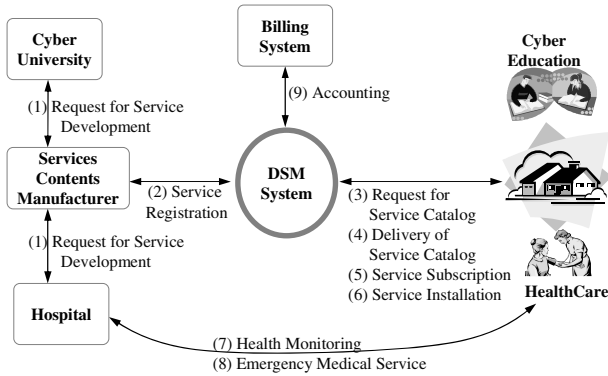 Cyber
University
Billing
System
Cyber
Education
(1) Request for Service
Development
(9) Accounting
Services
Contents
Manufacturer
(2) Service
Registration
DSM
System
(3) Request for
Service Catalog
(4) Delivery of
Service Catalog
(5) Service Subscription
(6) Service Installation
(1) Request for Service
Development
HealthCare
Hospital
(7) Health Monitoring
(8) Emergency Medical Service